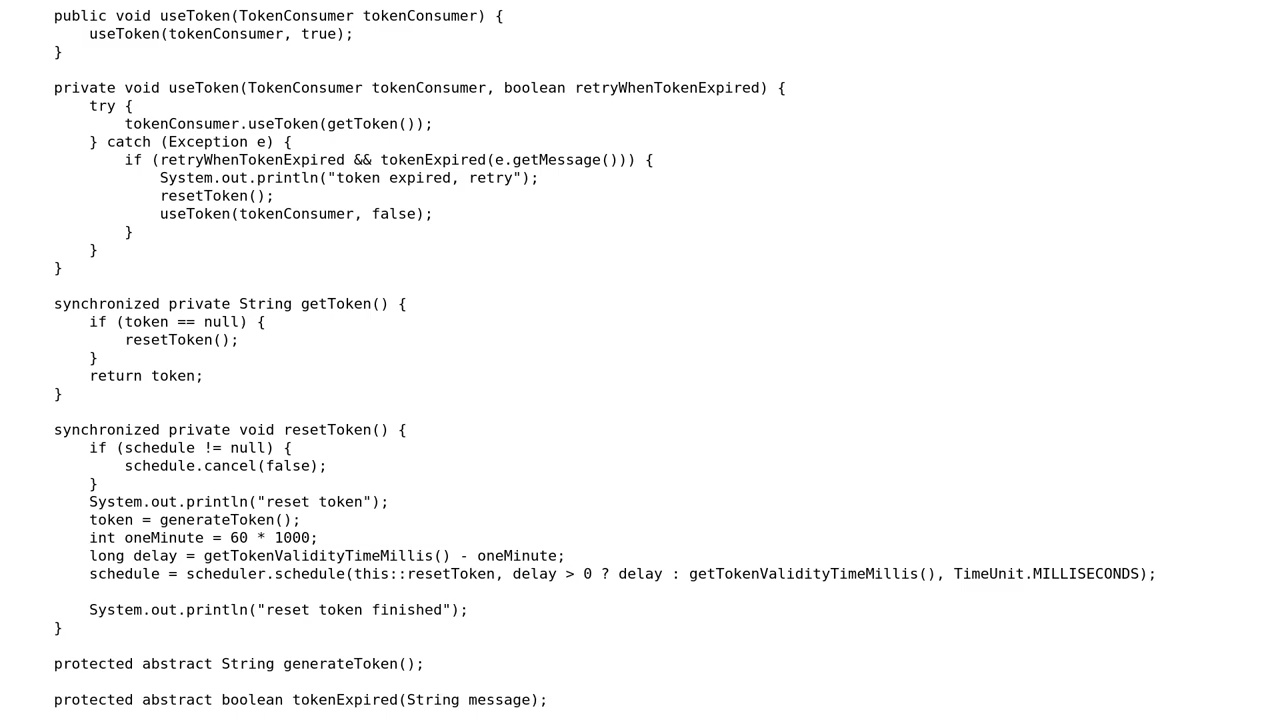 public void useToken(TokenConsumer tokenConsumer) {
    useToken(tokenConsumer, true);
}

private void useToken(TokenConsumer tokenConsumer, boolean retryWhenTokenExpired) {
    try {
        tokenConsumer.useToken(getToken());
    } catch (Exception e) {
        if (retryWhenTokenExpired && tokenExpired(e.getMessage())) {
            System.out.println("token expired, retry");
            resetToken();
            useToken(tokenConsumer, false);
        }
    }
}

synchronized private String getToken() {
    if (token == null) {
        resetToken();
    }
    return token;
}

synchronized private void resetToken() {
    if (schedule != null) {
        schedule.cancel(false);
    }
    System.out.println("reset token");
    token = generateToken();
    int oneMinute = 60 * 1000;
    long delay = getTokenValidityTimeMillis() - oneMinute;
    schedule = scheduler.schedule(this::resetToken, delay > 0 ? delay : getTokenValidityTimeMillis(), TimeUnit.MILLISECONDS);

    System.out.println("reset token finished");
}

protected abstract String generateToken();

protected abstract boolean tokenExpired(String message);